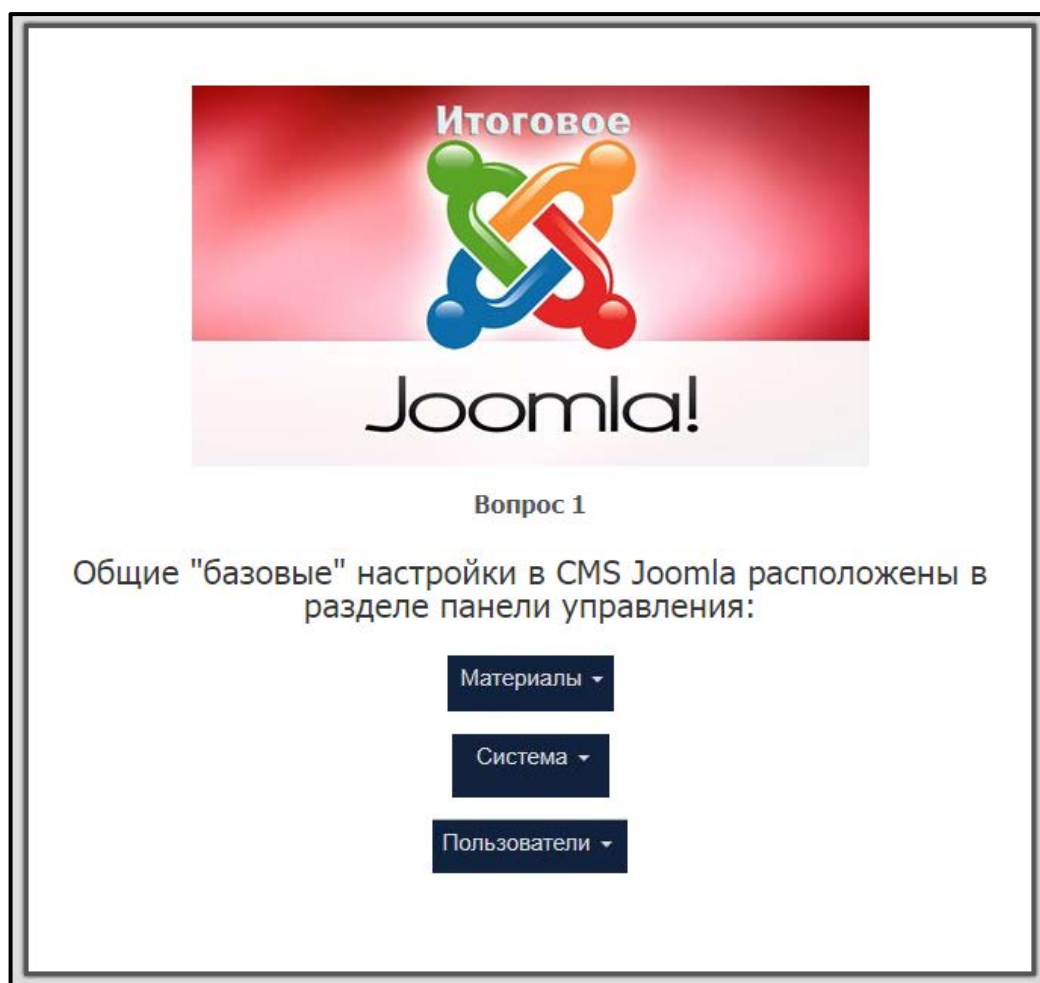 Итоговое
Joomla!
Вопрос 1
Общие "базовые" настройки в CMS Joomla расположены в
разделе панели управления:
Материалы
Система
Пользователи